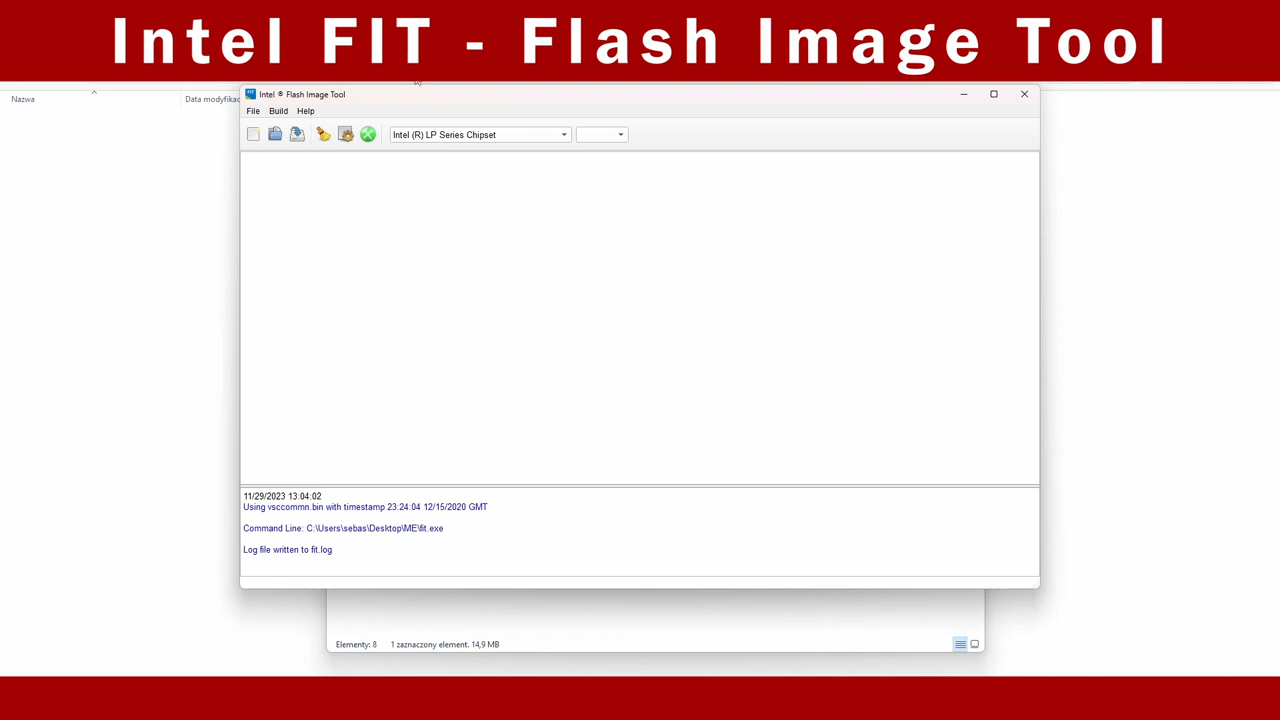 Intel FIT - Flash Image Tool
Nazwa
Data modyfikac
FIT
Intel ® Flash Image Tool
File Build Help
Intel (R) LP Series Chipset
11/29/2023 13:04:02
Using vsccommn.bin with timestamp 23:24:04 12/15/2020 GMT
Command Line: C:\Users\sebas\Desktop\ME\fit.exe
Log file written to fit.log
Elementy: 8 1 zaznaczony element. 14,9 MB